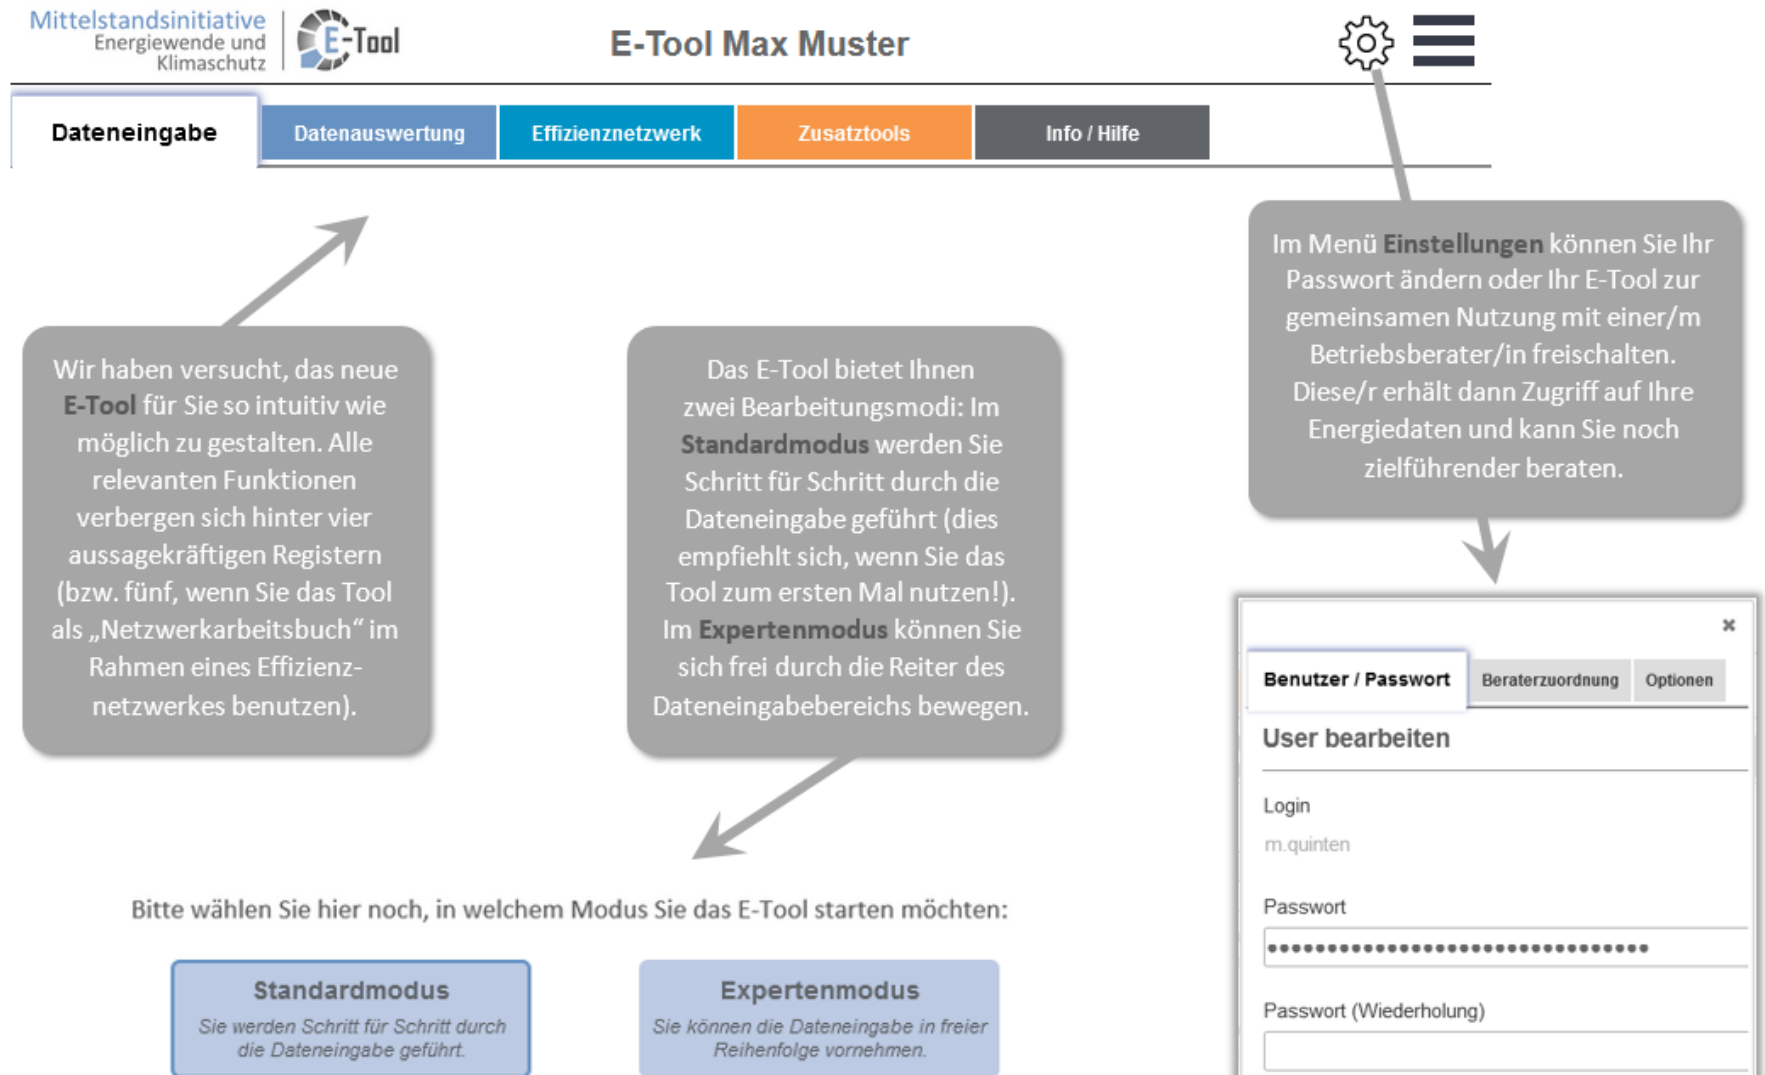 Mittelstandsinitiative
Energiewende und
Klimaschutz
E-Tool
E-Tool Max Muster
Dateneingabe
Datenauswertung
Effizienznetzwerk
Zusatztools
Info / Hilfe
Wir haben versucht, das neue
E-Tool für Sie so intuitiv wie
möglich zu gestalten. Alle
relevanten Funktionen
verbergen sich hinter vier
aussagekräftigen Registern
(bzw. fünf, wenn Sie das Tool
als „Netzwerkarbeitsbuch“ im
Rahmen eines Effizienz-
netzwerkes benutzen).
Das E-Tool bietet Ihnen
zwei Bearbeitungsmodi: Im
Standardmodus werden Sie
Schritt für Schritt durch die
Dateneingabe geführt (dies
empfiehlt sich, wenn Sie das
Tool zum ersten Mal nutzen!).
Im Expertenmodus können Sie
sich frei durch die Reiter des
Dateneingabebereichs bewegen.
Im Menü Einstellungen können Sie Ihr
Passwort ändern oder Ihr E-Tool zur
gemeinsamen Nutzung mit einer/m
Betriebsberater/in freischalten.
Diese/r erhält dann Zugriff auf Ihre
Energiedaten und kann Sie noch
zielführender beraten.
Bitte wählen Sie hier noch, in welchem Modus Sie das E-Tool starten möchten:
Standardmodus
Sie werden Schritt für Schritt durch
die Dateneingabe geführt.
Expertenmodus
Sie können die Dateneingabe in freier
Reihenfolge vornehmen.
Benutzer / Passwort
Beraterzuordnung
Optionen
User bearbeiten
Login
m.quinten
Passwort
Passwort (Wiederholung)